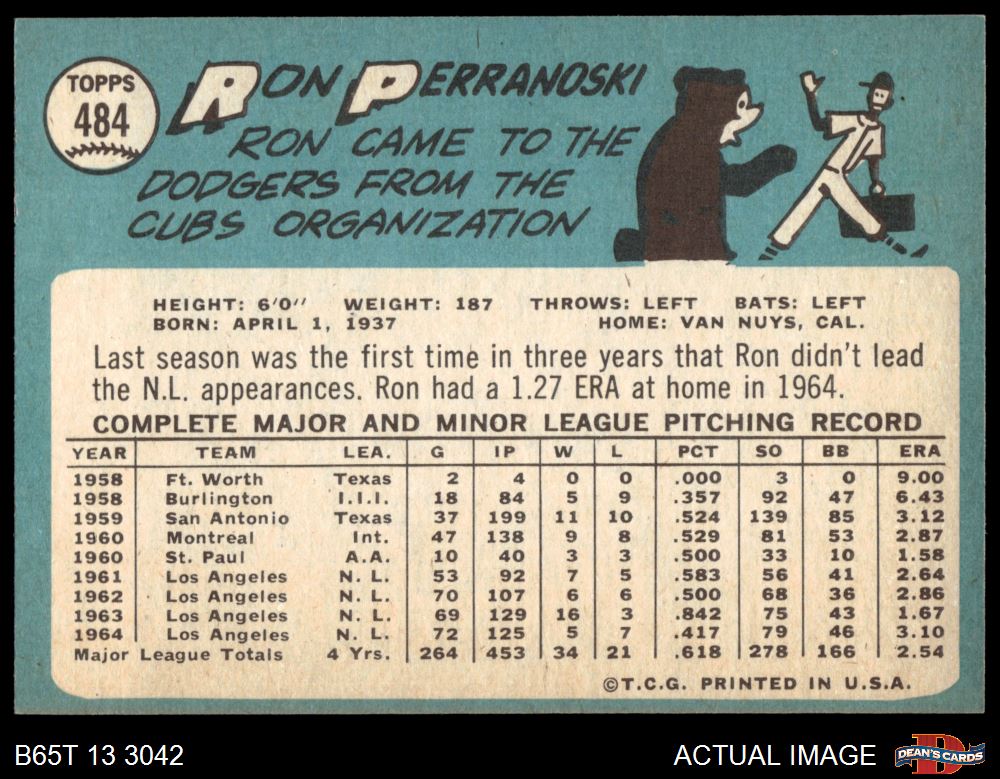 TOPPS
484
RON PERRANOSKI
RON CAME TO THE
DODGERS FROM THE
CUBS ORGANIZATION
HEIGHT: 6'0" WEIGHT: 187 THROWS: LEFT BATS: LEFT
BORN: APRIL 1, 1937 HOME: VAN NUYS, CAL.
Last season was the first time in three years that Ron didn't lead
the N.L. appearances. Ron had a 1.27 ERA at home in 1964.
COMPLETE MAJOR AND MINOR LEAGUE PITCHING RECORD
YEAR TEAM LEA. G IP W L PCT SO BB ERA
1958 Ft. Worth Texas 2 4 0 0 .000 3 0 9.00
1958 Burlington I.I.I. 18 84 5 9 .357 92 47 6.43
1959 San Antonio Texas 37 199 11 10 .524 139 85 3.12
1960 Montreal Int. 47 138 9 8 .529 81 53 2.87
1960 St. Paul A.A. 10 40 3 3 .500 33 10 1.58
1961 Los Angeles N. L. 53 92 7 5 .583 56 41 2.64
1962 Los Angeles N. L. 70 107 6 6 .500 68 36 2.86
1963 Los Angeles N. L. 69 129 16 3 .842 75 43 1.67
1964 Los Angeles N. L. 72 125 5 7 .417 79 46 3.10
Major League Totals 4 Yrs. 264 453 34 21 .618 278 166 2.54
©T.C.G. PRINTED IN U.S.A.
B65T 13 3042 ACTUAL IMAGE DEAN'S CARDS